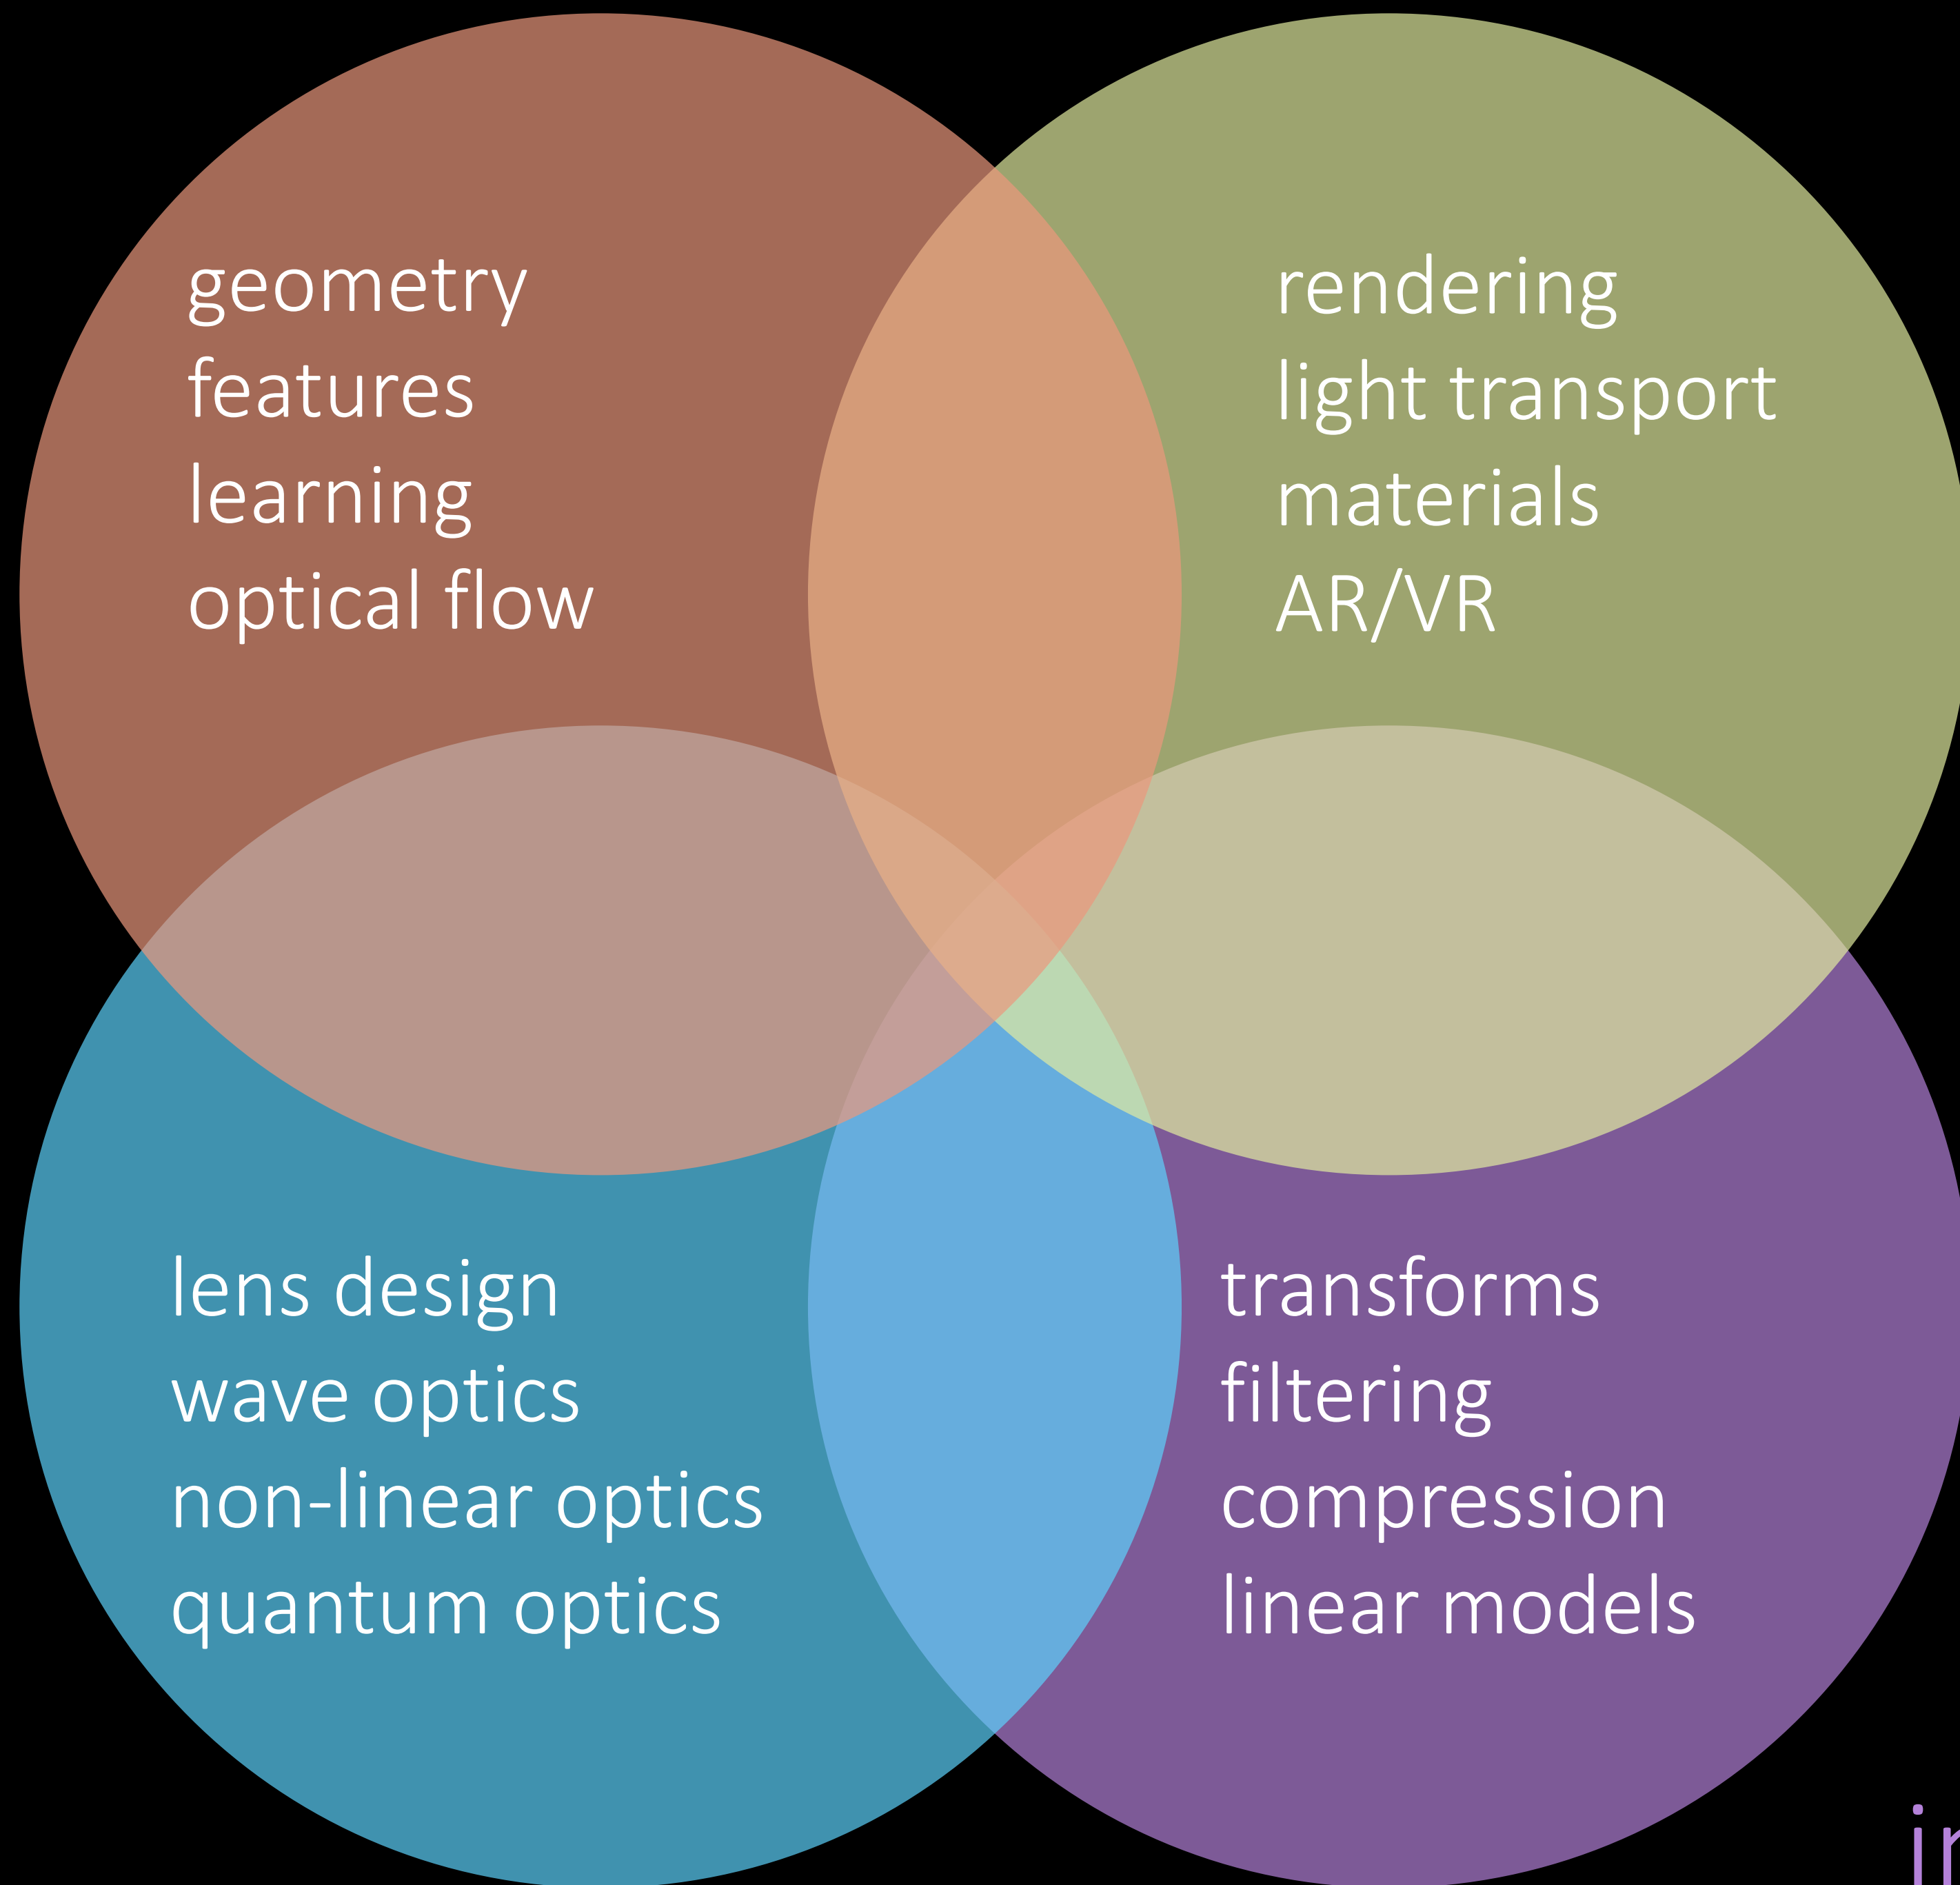 geometry
features
learning
optical flow
rendering
light transport
materials
AR/VR
lens design
wave optics
non-linear optics
quantum optics
transforms
filtering
compression
linear models